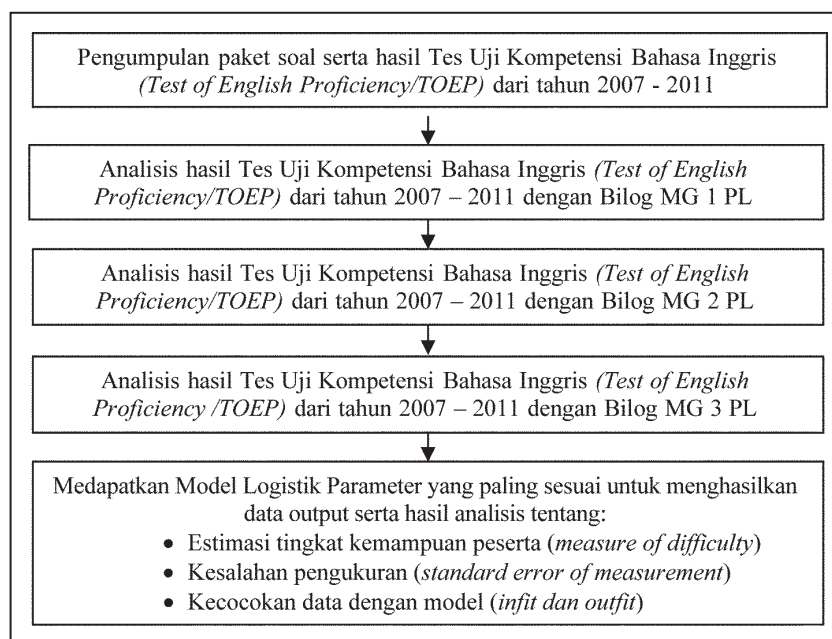 Pengumpulan paket soal serta hasil Tes Uji Kompetensi Bahasa Inggris
(Test of English Proficiency/TOEP) dari tahun 2007 - 2011
Analisis hasil Tes Uji Kompetensi Bahasa Inggris (Test of English
Proficiency/TOEP) dari tahun 2007 – 2011 dengan Bilog MG 1 PL
Analisis hasil Tes Uji Kompetensi Bahasa Inggris (Test of English
Proficiency/TOEP) dari tahun 2007 – 2011 dengan Bilog MG 2 PL
Analisis hasil Tes Uji Kompetensi Bahasa Inggris (Test of English
Proficiency /TOEP) dari tahun 2007 – 2011 dengan Bilog MG 3 PL
Medapatkan Model Logistik Parameter yang paling sesuai untuk menghasilkan
data output serta hasil analisis tentang:
• Estimasi tingkat kemampuan peserta (measure of difficulty)
• Kesalahan pengukuran (standard error of measurement)
• Kecocokan data dengan model (infit dan outfit)